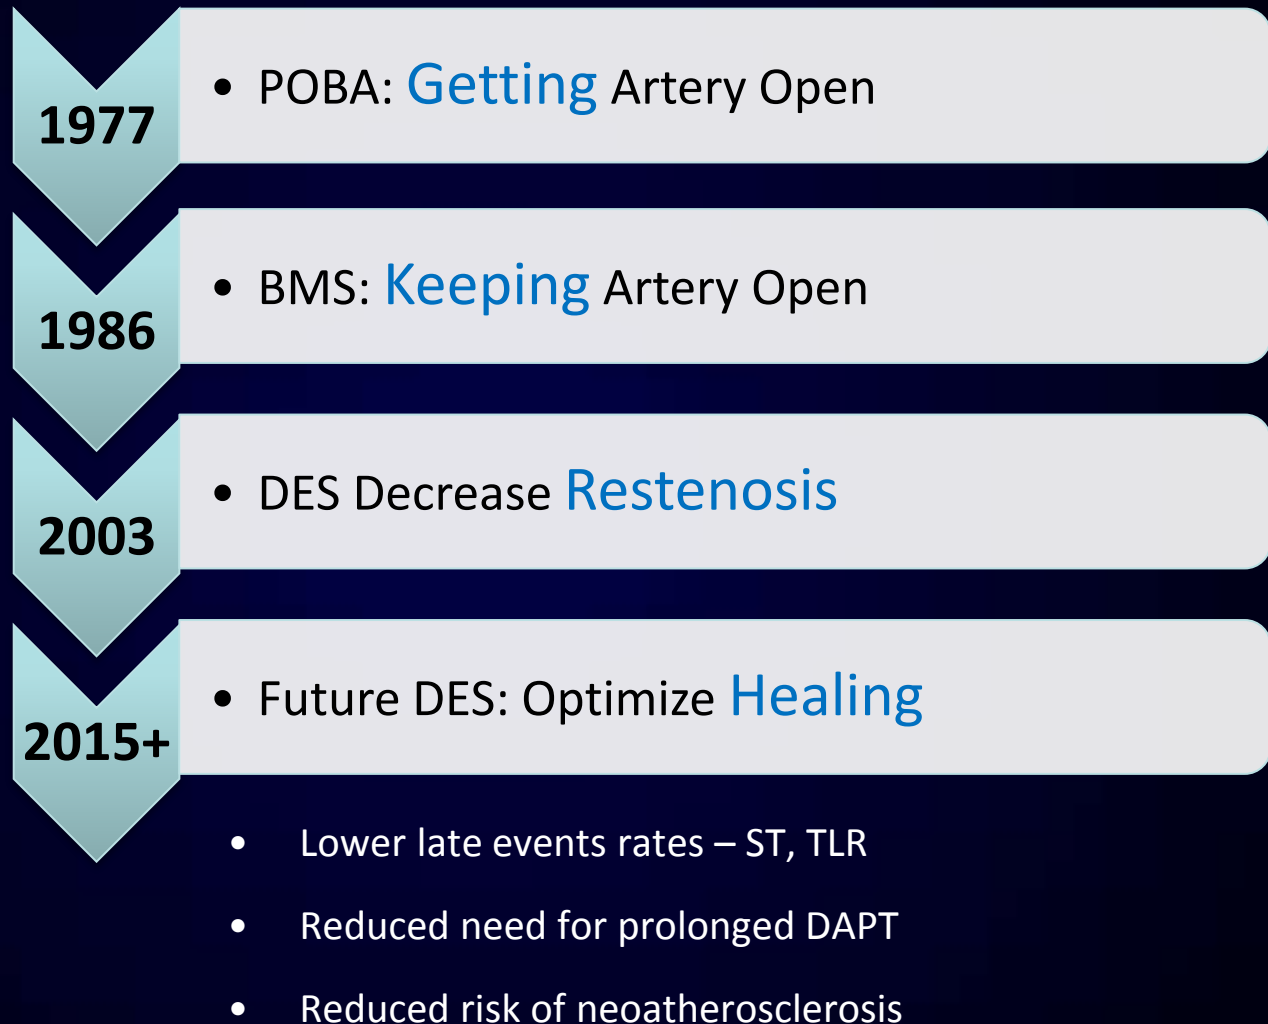 1977
• POBA: Getting Artery Open
1986
• BMS: Keeping Artery Open
2003
• DES Decrease Restenosis
2015+
• Future DES: Optimize Healing
• Lower late events rates – ST, TLR
• Reduced need for prolonged DAPT
• Reduced risk of neoatherosclerosis